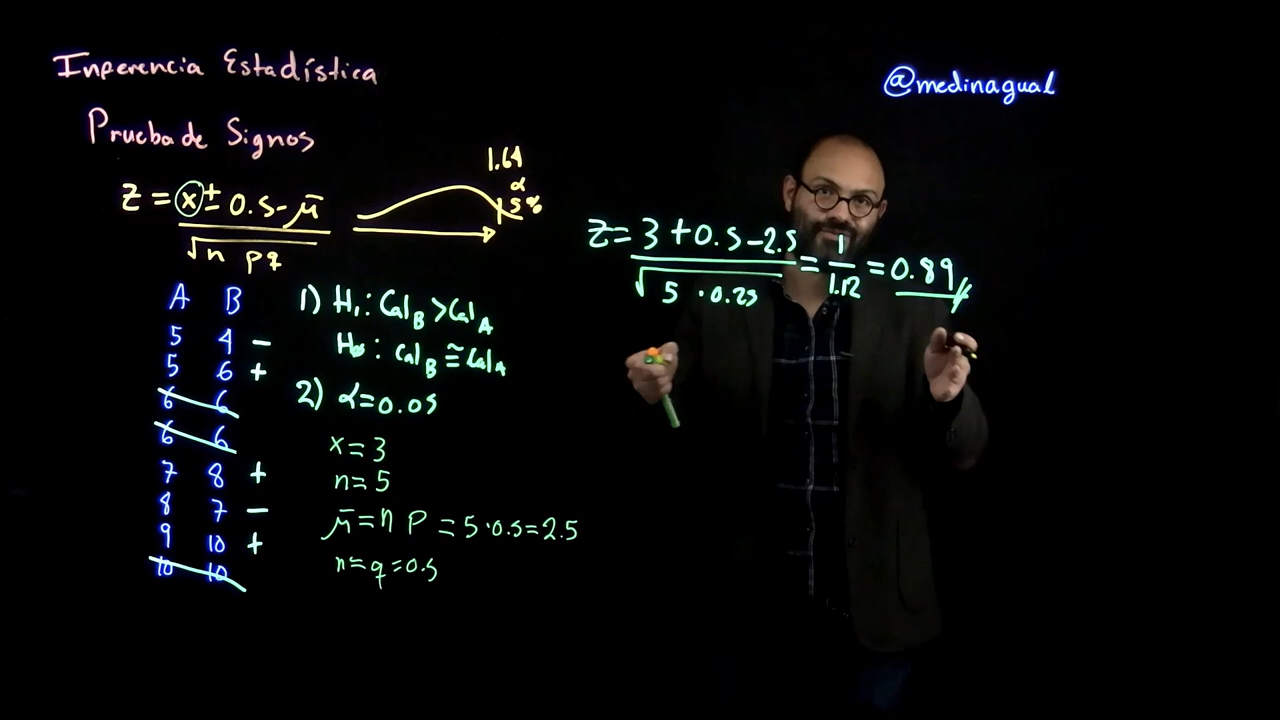 Inferencia Estadística
@medinagual
Prueba de Signos
Z = x ± 0.5 - μ̄
√n pq
1.64
α
5%
A B
5 4 -
5 6 +
6 6
6 6
7 8 +
8 7 -
9 10 +
10 10
1) H₁: Cal_B > Cal_A
H₀: Cal_B ≅ Cal_A
2) α = 0.05
x = 3
n = 5
μ̄ = n p = 5·0.5 = 2.5
n = q = 0.5
Z = 3 + 0.5 - 2.5 = 1 = 0.89
√5 · 0.25 1.12